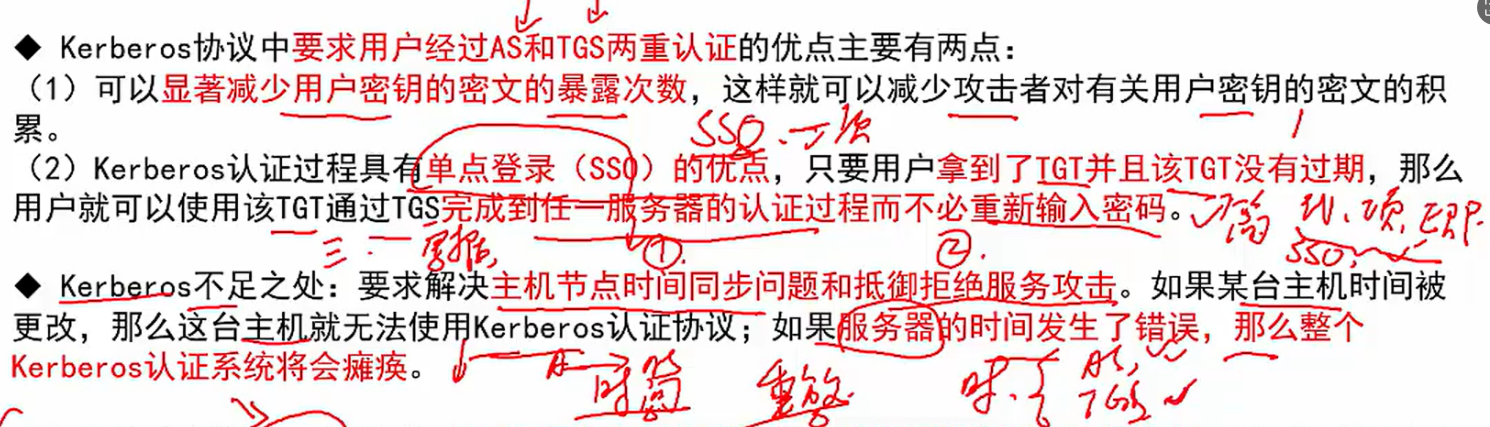 ◆ Kerberos协议中要求用户经过AS和TGS两重认证的优点主要有两点：
（1）可以显著减少用户密钥的密文的暴露次数，这样就可以减少攻击者对有关用户密钥的密文的积
累。
SSO
（2）Kerberos认证过程具有单点登录（SSO）的优点，只要用户拿到了TGT并且该TGT没有过期，那么
用户就可以使用该TGT通过TGS完成到任一服务器的认证过程而不必重新输入密码。
三. 票据 ① ② SSO ERP
◆ Kerberos不足之处：要求解决主机节点时间同步问题和抵御拒绝服务攻击。如果某台主机时间被
更改，那么这台主机就无法使用Kerberos认证协议；如果服务器的时间发生了错误，那么整个
Kerberos认证系统将会瘫痪。
时间 重放 时 AS TGS